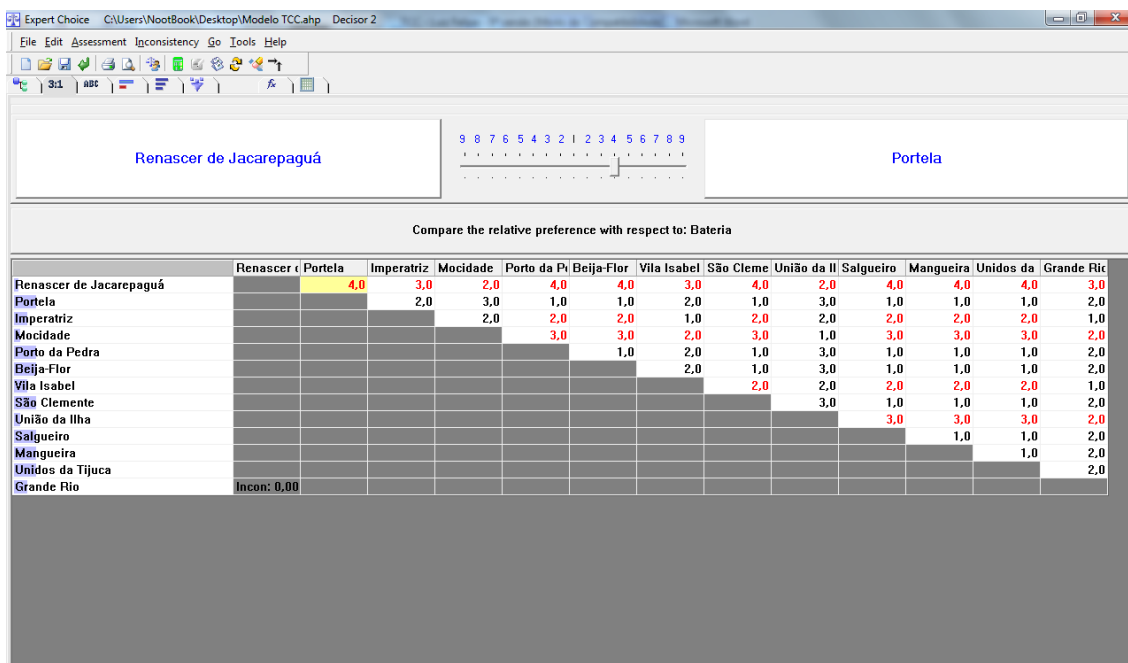 Expert Choice C:\Users\NootBook\Desktop\Modelo TCC.ahp Decisor 2
File Edit Assessment Inconsistency Go Tools Help
3:1 ABC fx
9 8 7 6 5 4 3 2 1 2 3 4 5 6 7 8 9
Renascer de Jacarepaguá Portela
Compare the relative preference with respect to: Bateria
Renascer Portela Imperatriz Mocidade Porto da P Beija-Flor Vila Isabel São Cleme União da Il Salgueiro Mangueira Unidos da Grande Ric
Renascer de Jacarepaguá 4,0 3,0 2,0 4,0 4,0 3,0 4,0 2,0 4,0 4,0 4,0 3,0
Portela 2,0 3,0 1,0 1,0 2,0 1,0 3,0 1,0 1,0 1,0 2,0
Imperatriz 2,0 2,0 2,0 1,0 2,0 2,0 2,0 2,0 2,0 1,0
Mocidade 3,0 3,0 2,0 3,0 1,0 3,0 3,0 3,0 2,0
Porto da Pedra 1,0 2,0 1,0 3,0 1,0 1,0 1,0 2,0
Beija-Flor 2,0 1,0 3,0 1,0 1,0 1,0 2,0
Vila Isabel 2,0 2,0 2,0 2,0 2,0 1,0
São Clemente 3,0 1,0 1,0 1,0 2,0
União da Ilha 3,0 3,0 3,0 2,0
Salgueiro 1,0 1,0 2,0
Mangueira 1,0 2,0
Unidos da Tijuca 2,0
Grande Rio Incon: 0,00